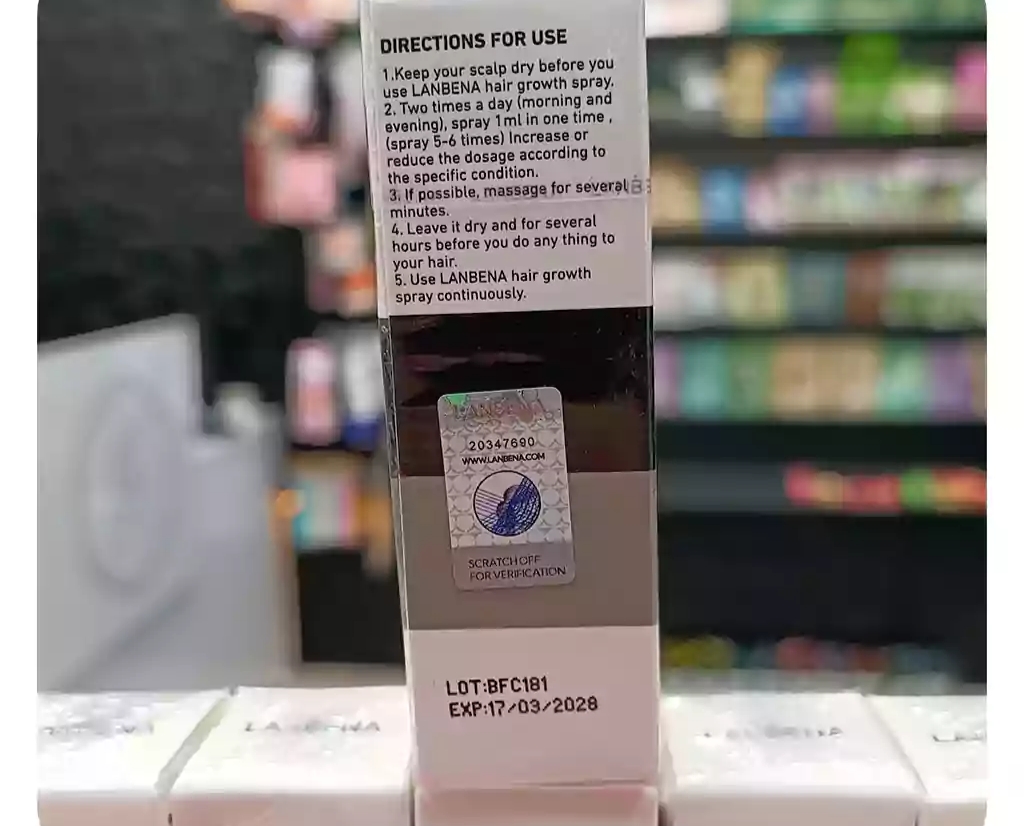 DIRECTIONS FOR USE
1.Keep your scalp dry before you
use LANBENA hair growth spray.
2. Two times a day (morning and
evening), spray 1ml in one time ,
(spray 5-6 times) Increase or
reduce the dosage according to
the specific condition.
3. If possible, massage for several
minutes.
4. Leave it dry and for several
hours before you do any thing to
your hair.
5. Use LANBENA hair growth
spray continuously.
LANBENA
20347690
WWW.LANBENA.COM
SCRATCH OFF
FOR VERIFICATION
LOT:BFC181
EXP:17/03/2028
LANBENA
LANBENA